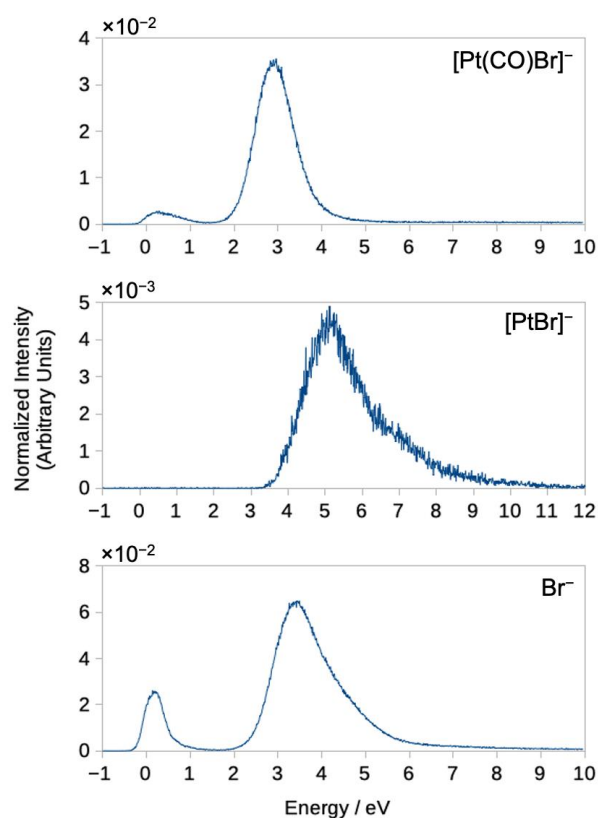 ×10⁻²
[Pt(CO)Br]⁻
4
3
2
1
0
−1 0 1 2 3 4 5 6 7 8 9 10
×10⁻³
[PtBr]⁻
5
4
3
2
1
0
−1 0 1 2 3 4 5 6 7 8 9 10 11 12
Normalized Intensity
(Arbitrary Units)
×10⁻²
Br⁻
8
6
4
2
0
−1 0 1 2 3 4 5 6 7 8 9 10
Energy / eV